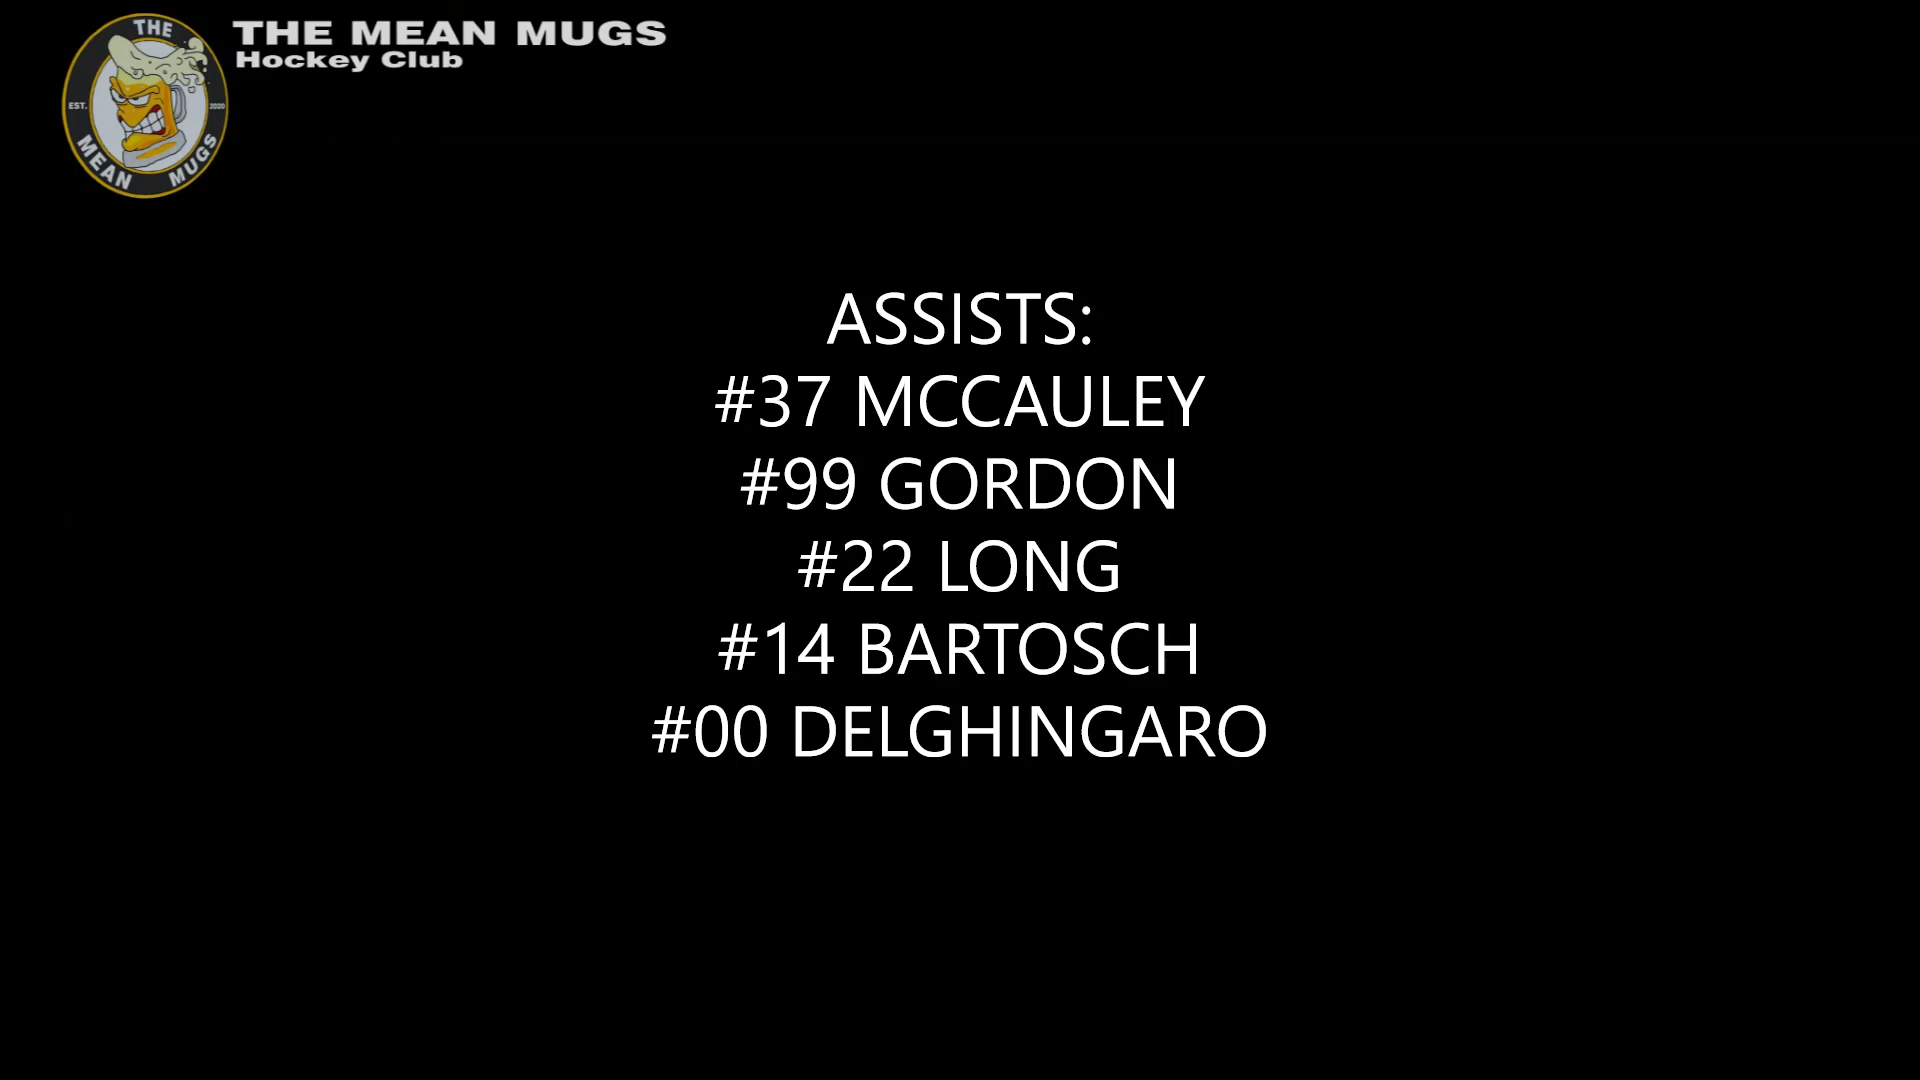 THE
EST. 2020
MEAN MUGS
THE MEAN MUGS
Hockey Club
ASSISTS:
#37 MCCAULEY
#99 GORDON
#22 LONG
#14 BARTOSCH
#00 DELGHINGARO